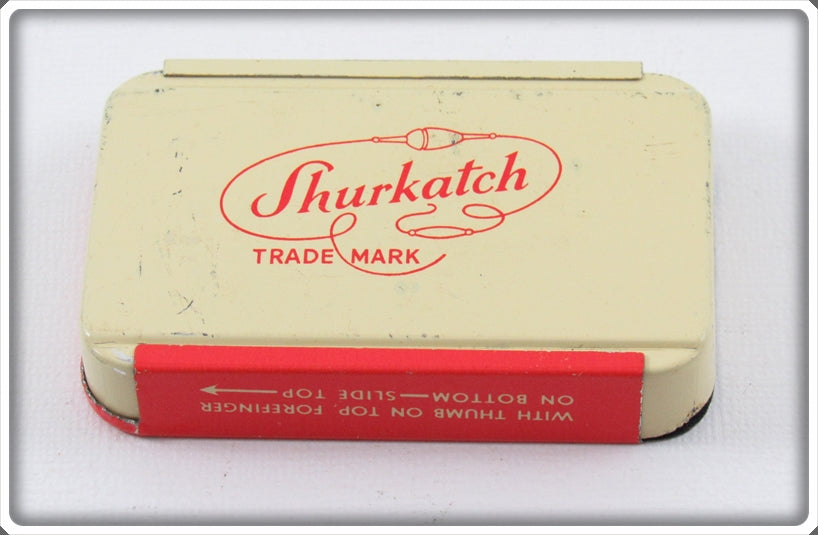 Shurkatch
TRADE MARK
WITH THUMB ON TOP, FOREFINGER
ON BOTTOM—SLIDE TOP